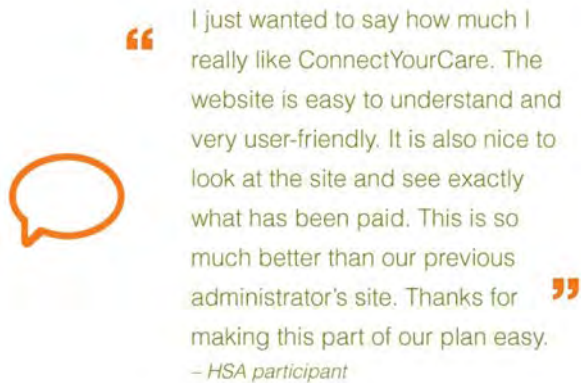 “
I just wanted to say how much I
really like ConnectYourCare. The
website is easy to understand and
very user-friendly. It is also nice to
look at the site and see exactly
what has been paid. This is so
much better than our previous
administrator's site. Thanks for ”
making this part of our plan easy.
– HSA participant